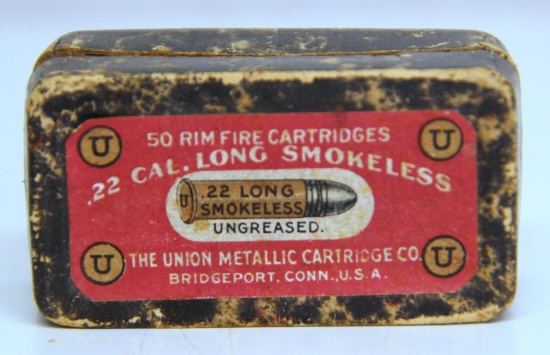 U U
50 RIM FIRE CARTRIDGES
.22 CAL. LONG SMOKELESS
U .22 LONG
SMOKELESS
UNGREASED.
U THE UNION METALLIC CARTRIDGE CO. U
BRIDGEPORT, CONN., U.S.A.